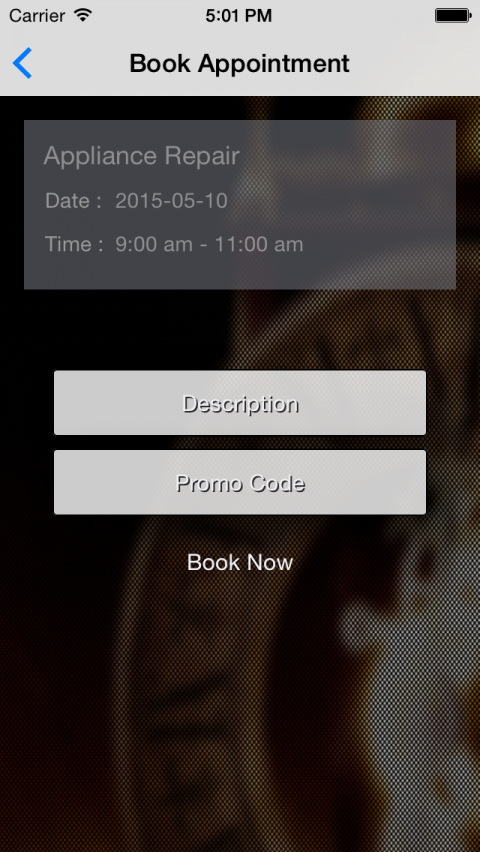 Carrier 5:01 PM
Book Appointment
Appliance Repair
Date : 2015-05-10
Time : 9:00 am - 11:00 am
Description
Promo Code
Book Now